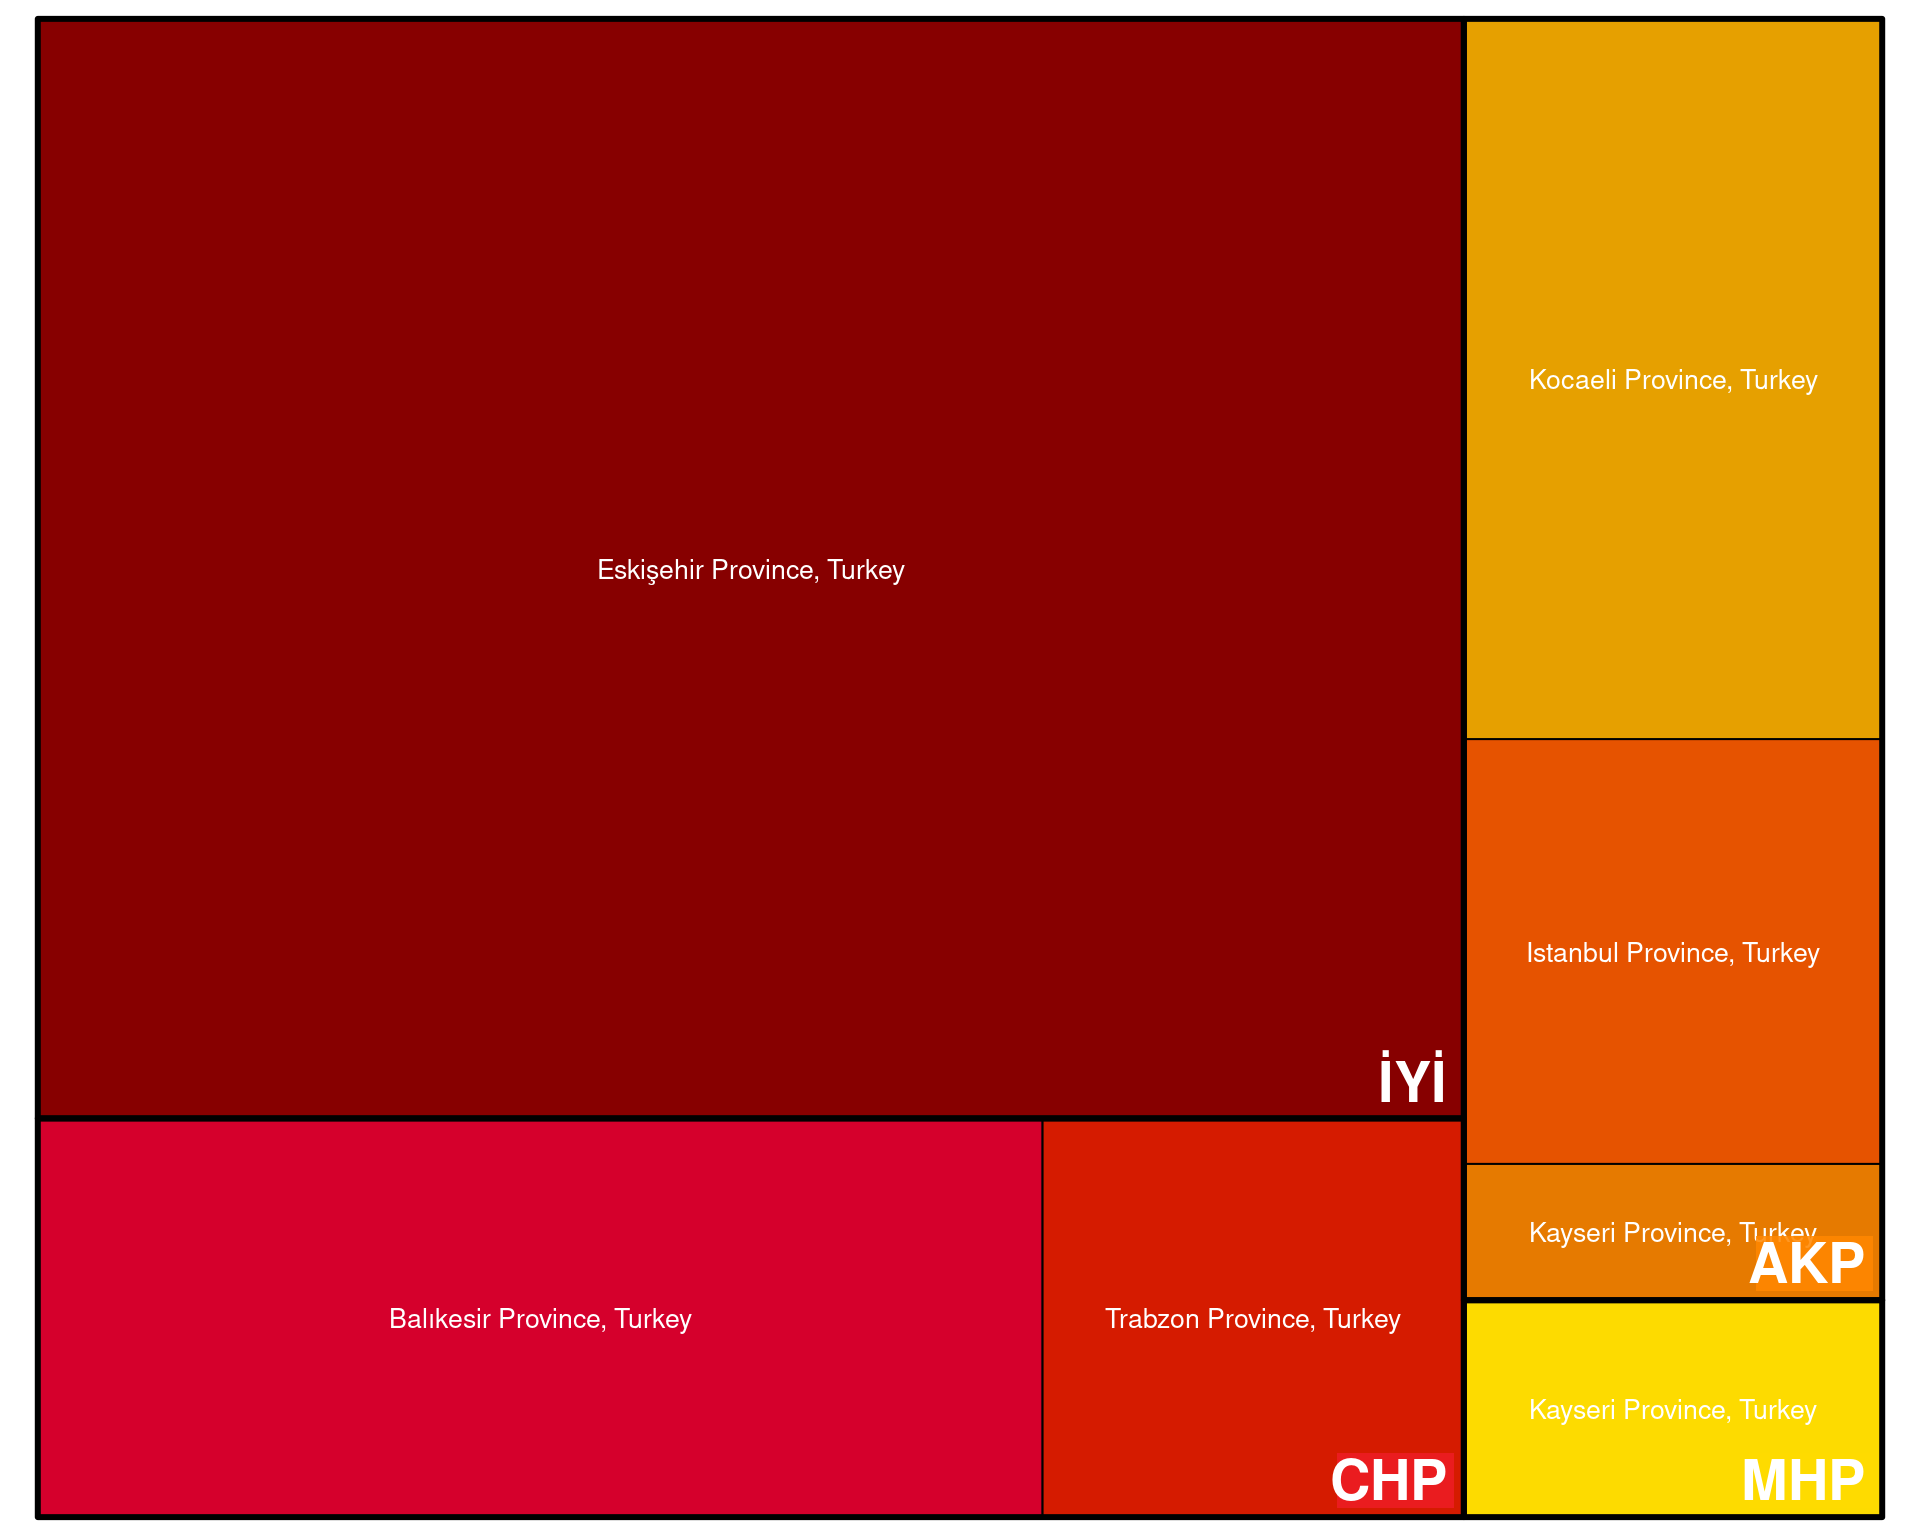 Eskişehir Province, Turkey
İYİ
Balıkesir Province, Turkey
Trabzon Province, Turkey
CHP
Kocaeli Province, Turkey
Istanbul Province, Turkey
Kayseri Province, Turkey
AKP
Kayseri Province, Turkey
MHP